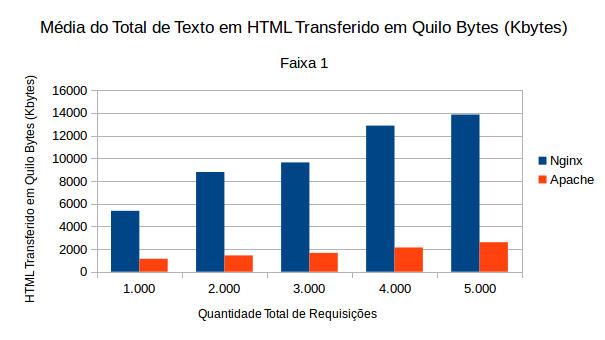 Média do Total de Texto em HTML Transferido em Quilo Bytes (Kbytes)
Faixa 1
HTML Transferido em Quilo Bytes (Kbytes)
16000
14000
12000
10000
8000
6000
4000
2000
0
1.000 2.000 3.000 4.000 5.000
Quantidade Total de Requisições
Nginx
Apache